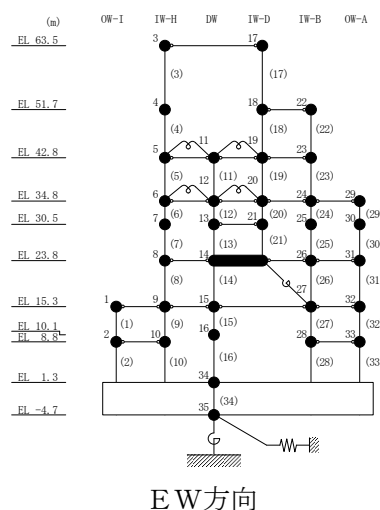 (m) OW-I IW-H DW IW-D IW-B OW-A
EL 63.5 3 17
(3) (17)
EL 51.7 4 18 22
(4) 11 19 (18) (22)
EL 42.8 5 23
(5) 12 (11) 20 (19) (23)
EL 34.8 6 24 29
(6) 13 (12) 21 (20) 25 (24) 30 (29)
EL 30.5 7
(7) (13) (21) (25) (30)
EL 23.8 8 14 26 31
(8) (14) 27 (26) (31)
EL 15.3 1 9 15 32
(1) (9) 16 (15) (27) (32)
EL 10.1
EL 8.8 2 10 28 33
(2) (10) (16) (28) (33)
EL 1.3 34
(34)
EL -4.7 35
EW方向